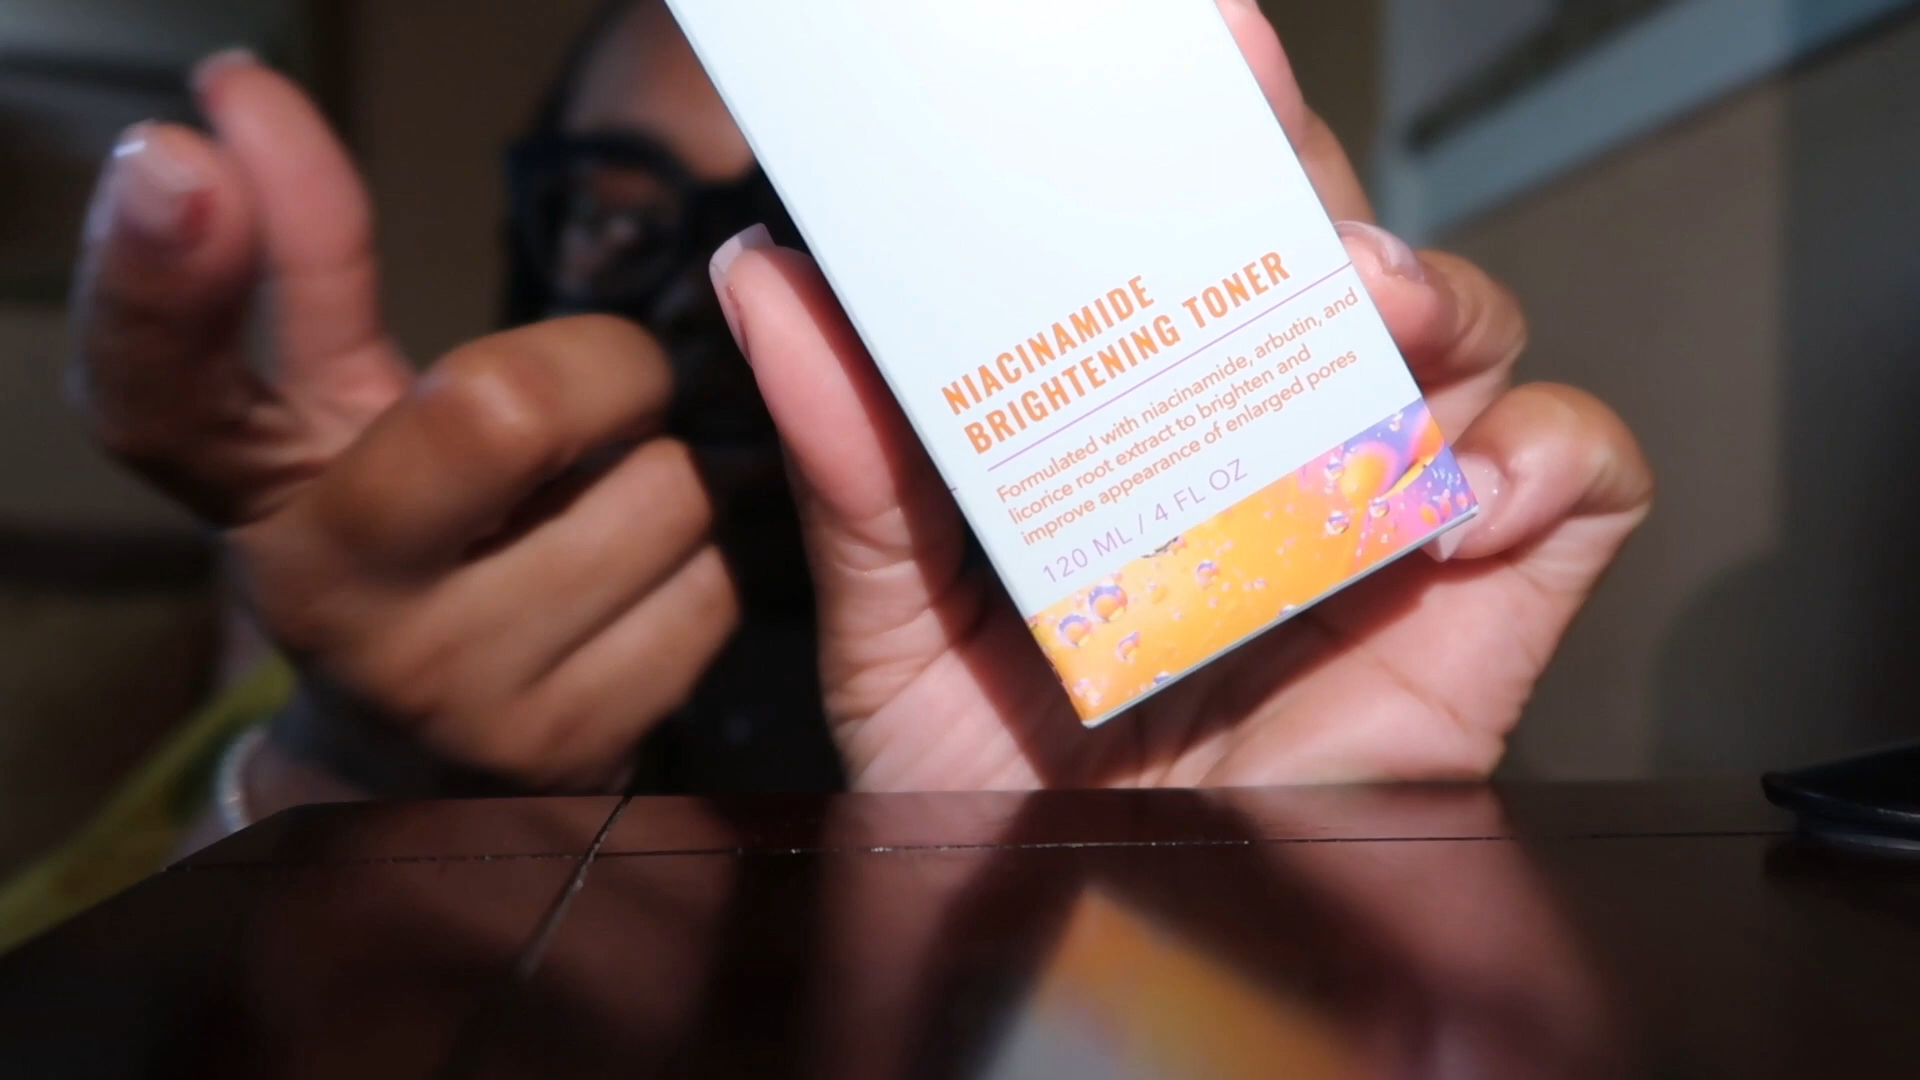 NIACINAMIDE
BRIGHTENING TONER
Formulated with niacinamide, arbutin, and
licorice root extract to brighten and
improve appearance of enlarged pores
120 ML / 4 FL OZ